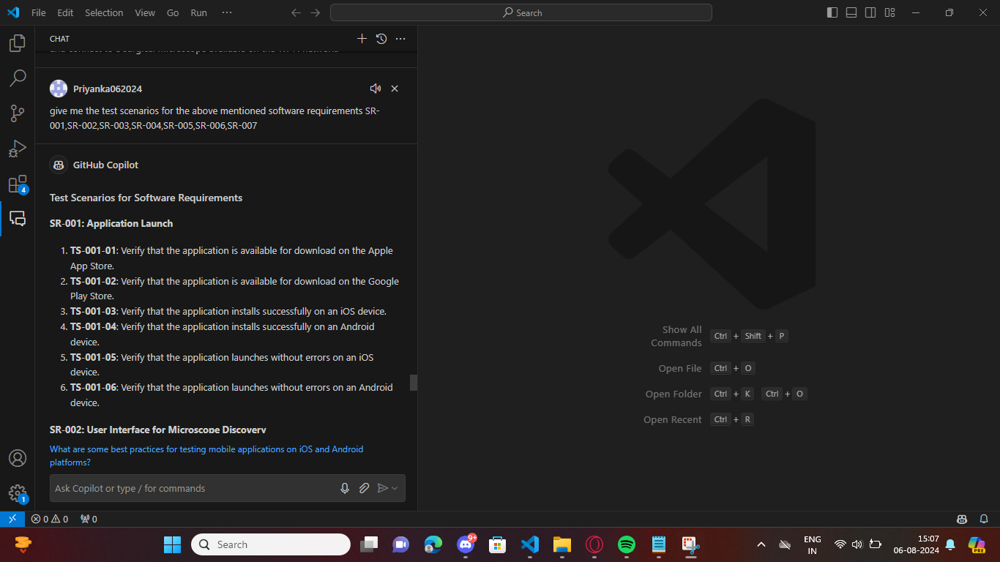 File Edit Selection View Go Run ···
Search
CHAT
Priyanka062024
give me the test scenarios for the above mentioned software requirements SR-
001,SR-002,SR-003,SR-004,SR-005,SR-006,SR-007
GitHub Copilot
Test Scenarios for Software Requirements
SR-001: Application Launch
1. TS-001-01: Verify that the application is available for download on the Apple
App Store.
2. TS-001-02: Verify that the application is available for download on the Google
Play Store.
3. TS-001-03: Verify that the application installs successfully on an iOS device.
4. TS-001-04: Verify that the application installs successfully on an Android
device.
5. TS-001-05: Verify that the application launches without errors on an iOS
device.
6. TS-001-06: Verify that the application launches without errors on an Android
device.
SR-002: User Interface for Microscope Discovery
What are some best practices for testing mobile applications on iOS and Android
platforms?
Ask Copilot or type / for commands
4
1
Show All
Commands
Ctrl + Shift + P
Open File Ctrl + O
Open Folder Ctrl + K Ctrl + O
Open Recent Ctrl + R
0 0 0
Search
9+
ENG
IN
15:07
06-08-2024
PRE